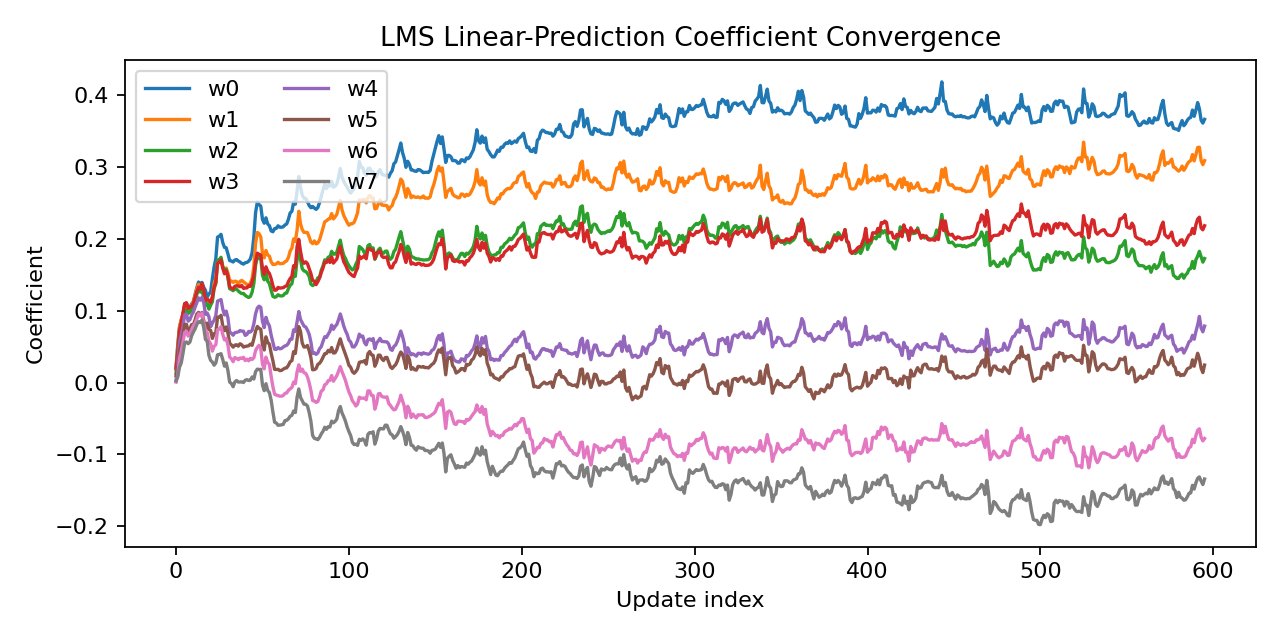 LMS Linear-Prediction Coefficient Convergence
w0 w4
w1 w5
w2 w6
w3 w7
0.4
0.3
0.2
0.1
0.0
−0.1
−0.2
Coefficient
0 100 200 300 400 500 600
Update index